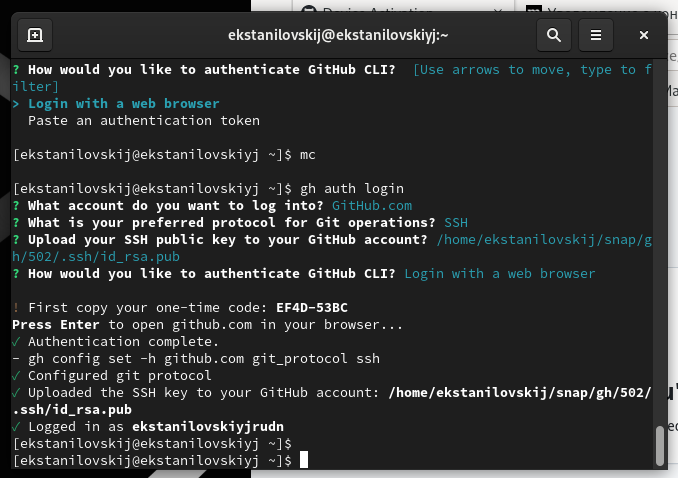 Device Activation
ekstanilovskij@ekstanilovskiyj:~
? How would you like to authenticate GitHub CLI?  [Use arrows to move, type to f
ilter]
> Login with a web browser
  Paste an authentication token
[ekstanilovskij@ekstanilovskiyj ~]$ mc
[ekstanilovskij@ekstanilovskiyj ~]$ gh auth login
? What account do you want to log into? GitHub.com
? What is your preferred protocol for Git operations? SSH
? Upload your SSH public key to your GitHub account? /home/ekstanilovskij/snap/g
h/502/.ssh/id_rsa.pub
? How would you like to authenticate GitHub CLI? Login with a web browser
! First copy your one-time code: EF4D-53BC
Press Enter to open github.com in your browser...
✓ Authentication complete.
- gh config set -h github.com git_protocol ssh
✓ Configured git protocol
✓ Uploaded the SSH key to your GitHub account: /home/ekstanilovskij/snap/gh/502/
.ssh/id_rsa.pub
✓ Logged in as ekstanilovskiyjrudn
[ekstanilovskij@ekstanilovskiyj ~]$
[ekstanilovskij@ekstanilovskiyj ~]$